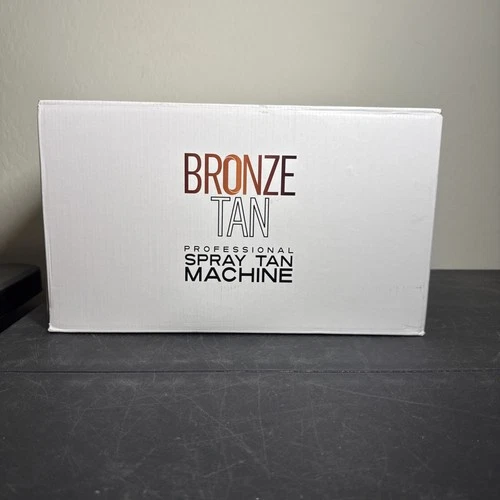 BRONZE
TAN
PROFESSIONAL
SPRAY TAN
MACHINE